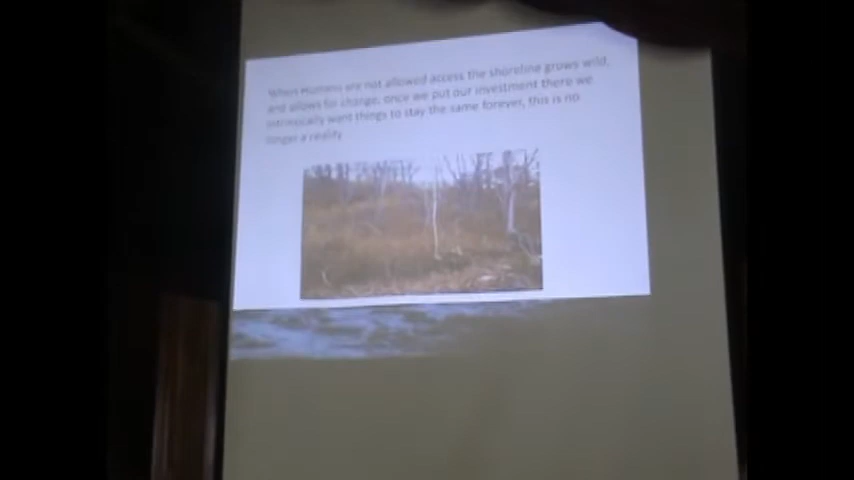 When Humans are not allowed access the shoreline grows wild,
and allows for change, once we put our investment there we
intrinsically want things to stay the same forever, this is no
longer a reality